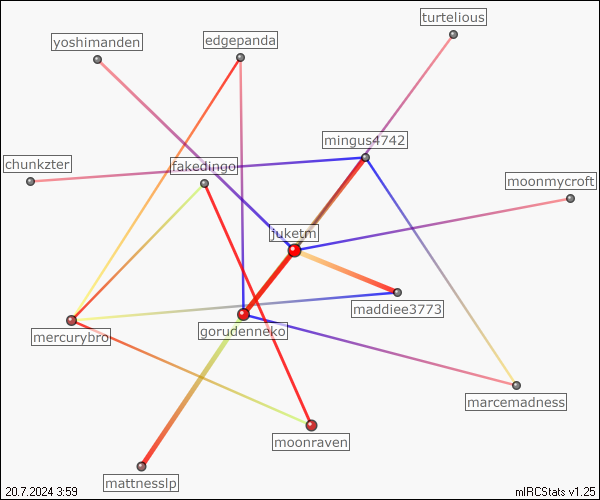 turtelious
edgepanda
yoshimanden
mingus4742
chunkzter
fakedingo
moonmycroft
juketm
maddiee3773
gorudenneko
mercurybro
marcemadness
moonraven
mattnesslp
20.7.2024 3:59
mIRCStats v1.25